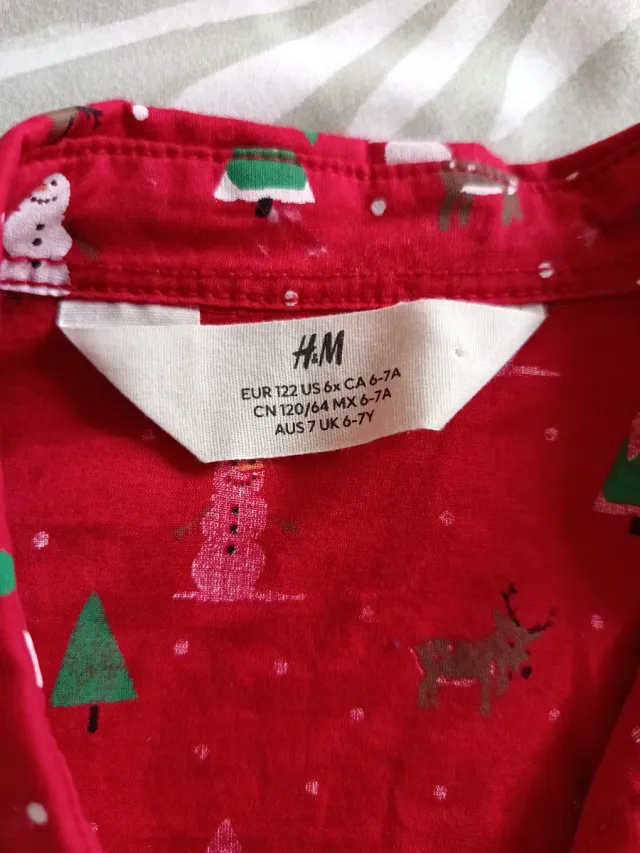 H&M
EUR 122 US 6x CA 6-7A
CN 120/64 MX 6-7A
AUS 7 UK 6-7Y